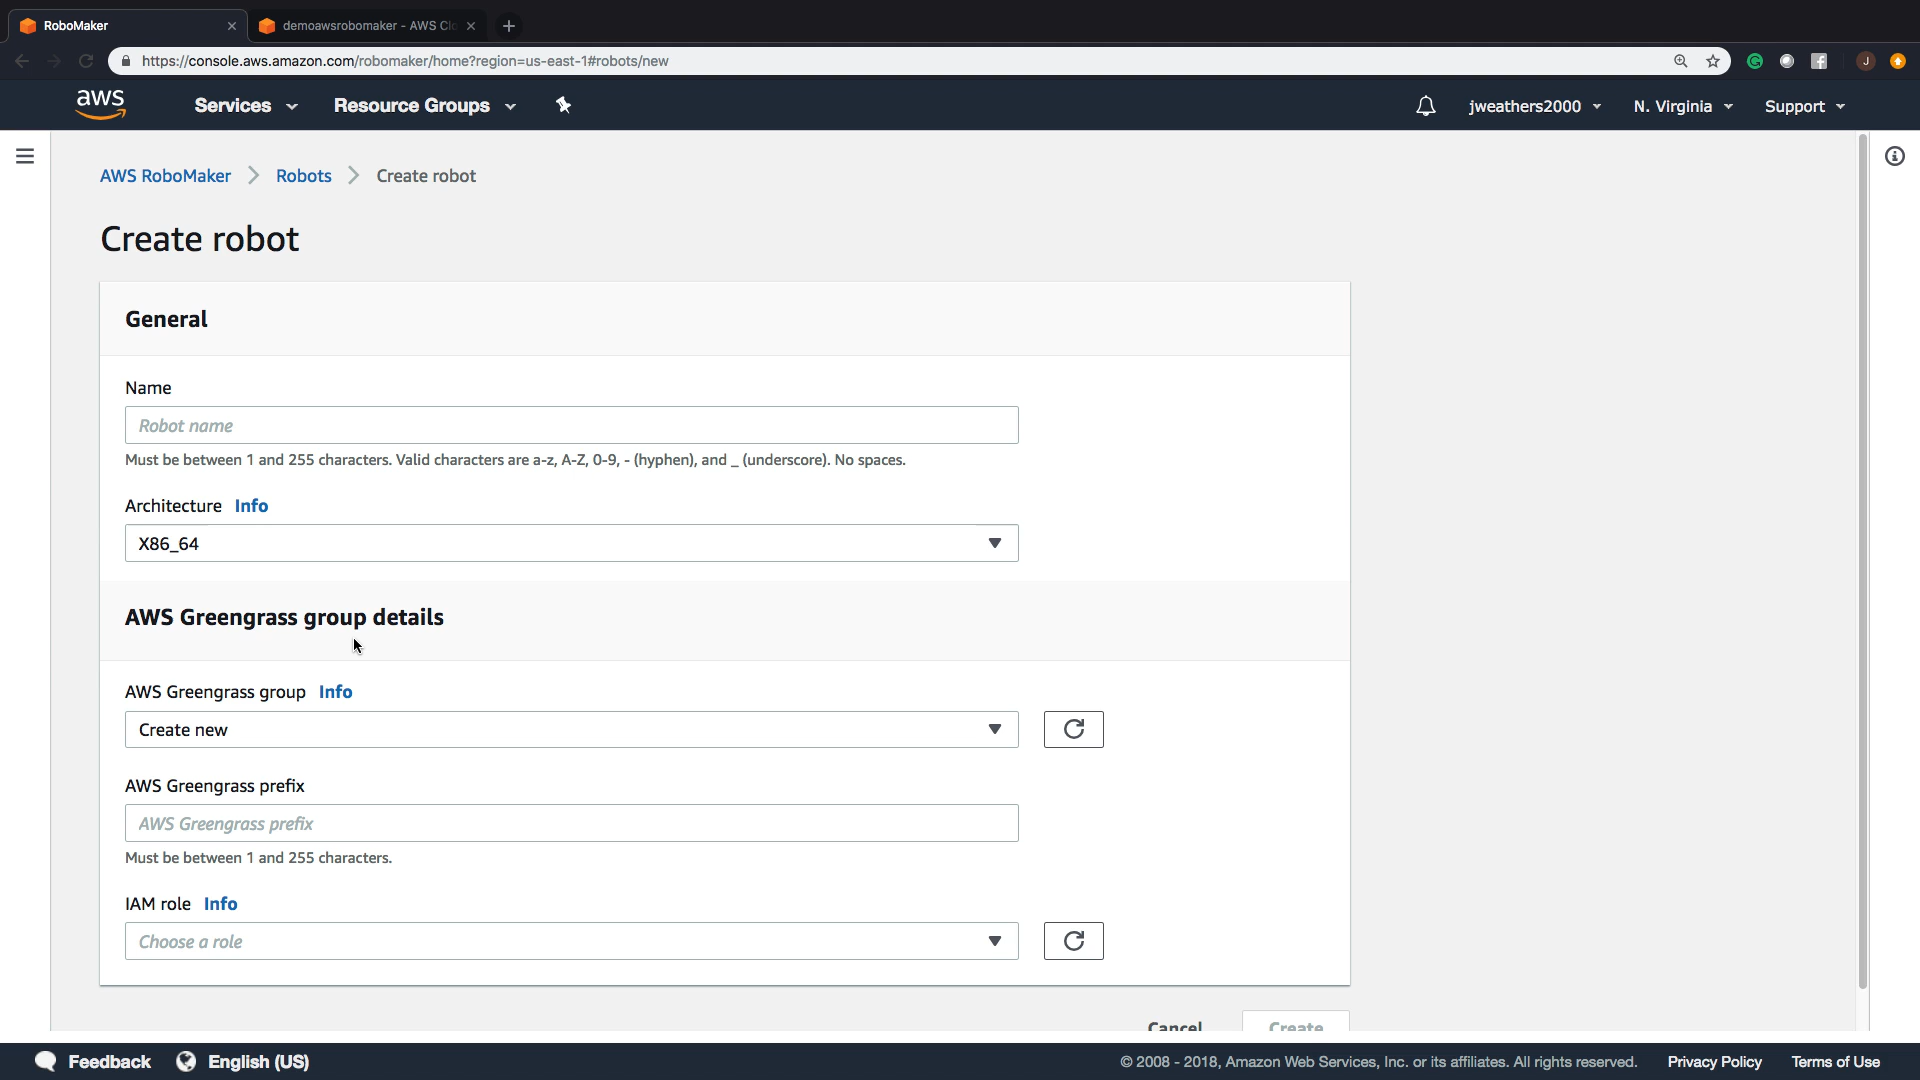 RoboMaker
demoawsrobomaker - AWS Clo
https://console.aws.amazon.com/robomaker/home?region=us-east-1#robots/new
J
aws
Services
Resource Groups
jweathers2000
N. Virginia
Support
AWS RoboMaker
Robots
Create robot
Create robot
General
Name
Robot name
Must be between 1 and 255 characters. Valid characters are a-z, A-Z, 0-9, - (hyphen), and _ (underscore). No spaces.
Architecture Info
X86_64
AWS Greengrass group details
AWS Greengrass group Info
Create new
AWS Greengrass prefix
AWS Greengrass prefix
Must be between 1 and 255 characters.
IAM role Info
Choose a role
Cancel
Create
Feedback
English (US)
© 2008 - 2018, Amazon Web Services, Inc. or its affiliates. All rights reserved.
Privacy Policy
Terms of Use